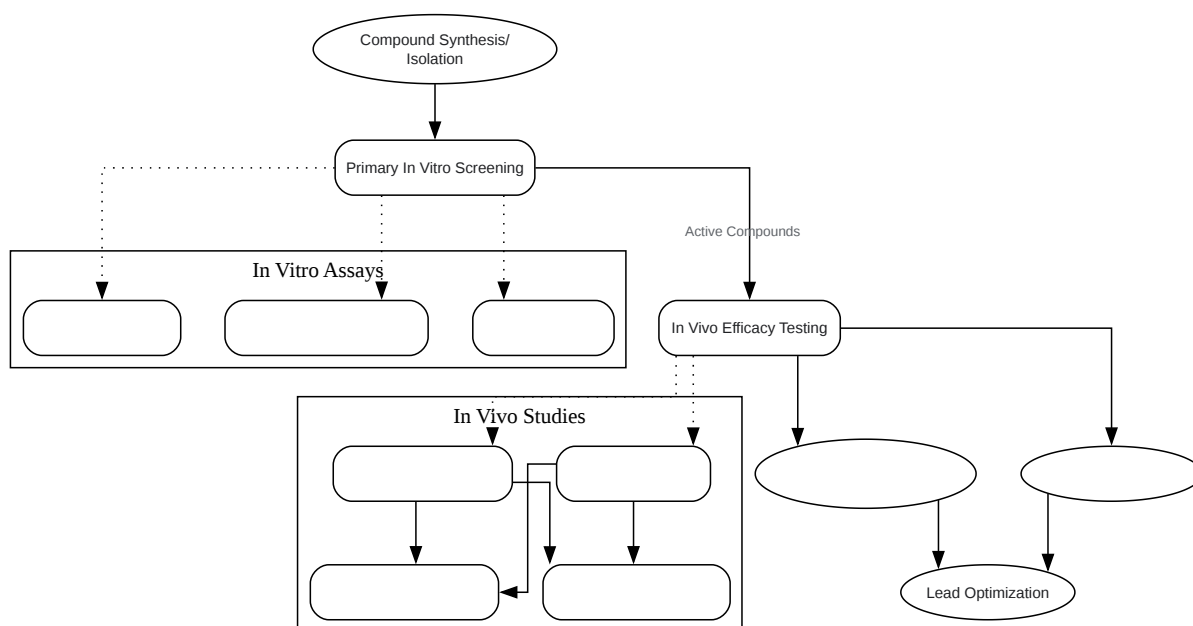 Compound Synthesis/
Isolation
Primary In Vitro Screening
Active Compounds
In Vitro Assays
In Vivo Efficacy Testing
In Vivo Studies
Lead Optimization